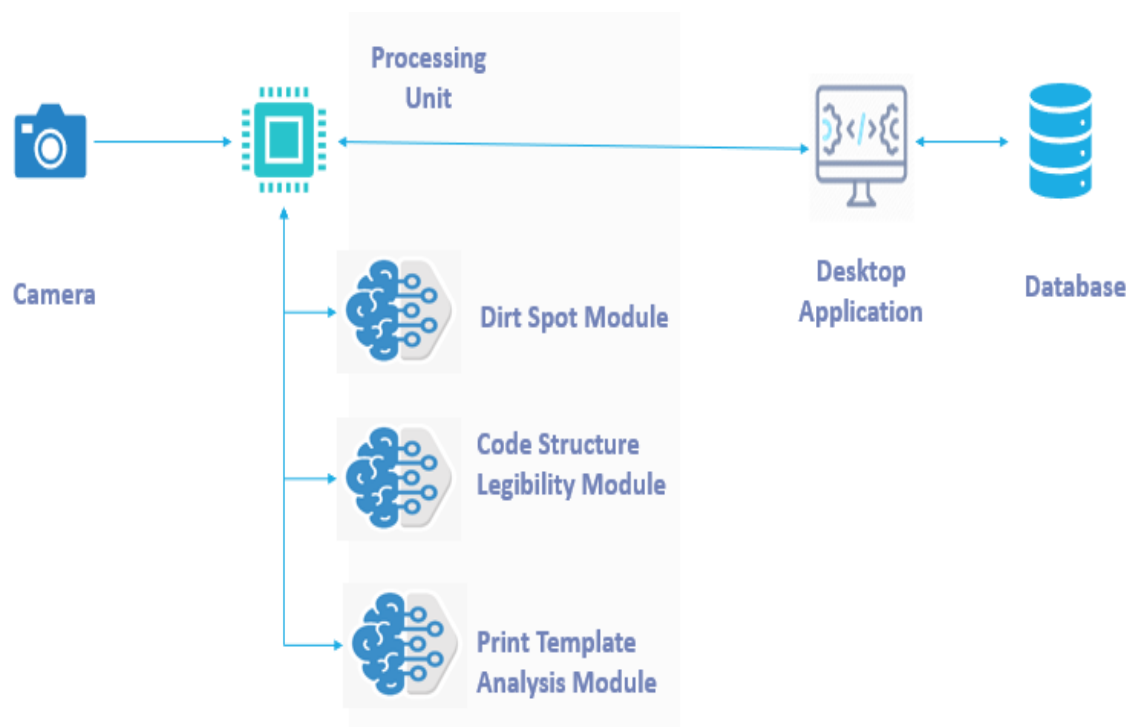 Processing
Unit
Camera
Desktop
Application
Database
Dirt Spot Module
Code Structure
Legibility Module
Print Template
Analysis Module